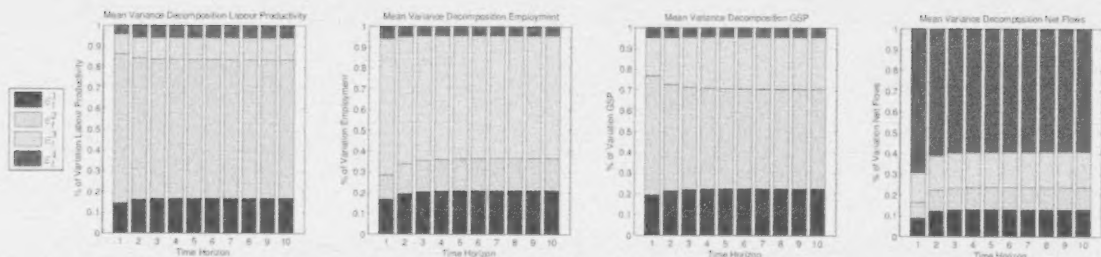 Mean Variance Decomposition Labour Productivity
% of Variation Labour Productivity
0.9
0.8
0.7
0.6
0.5
0.4
0.3
0.2
0.1
0
1 2 3 4 5 6 7 8 9 10
Time Horizon
Mean Variance Decomposition Employment
% of Variation Employment
1
0.9
0.8
0.7
0.6
0.5
0.4
0.3
0.2
0.1
0
1 2 3 4 5 6 7 8 9 10
Time Horizon
Mean Variance Decomposition GSP
% of Variation GSP
1
0.9
0.8
0.7
0.6
0.5
0.4
0.3
0.2
0.1
0
1 2 3 4 5 6 7 8 9 10
Time Horizon
Mean Variance Decomposition Net Flows
% of Variation Net Flows
1
0.9
0.8
0.7
0.6
0.5
0.4
0.3
0.2
0.1
0
1 2 3 4 5 6 7 8 9 10
Time Horizon